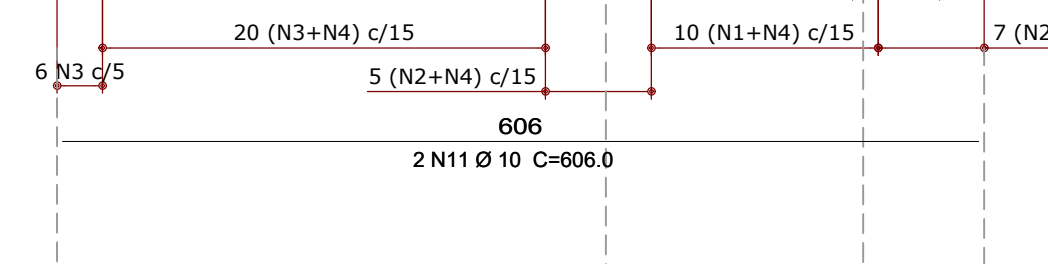 20 (N3+N4) c/15
10 (N1+N4) c/15
7 (N2
6 N3 c/5
5 (N2+N4) c/15
606
2 N11 Ø 10 C=606.0